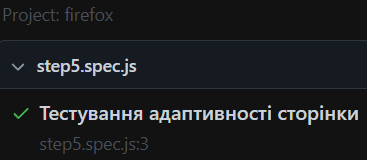 Project: firefox
step5.spec.js
Тестування адаптивності сторінки
step5.spec.js:3